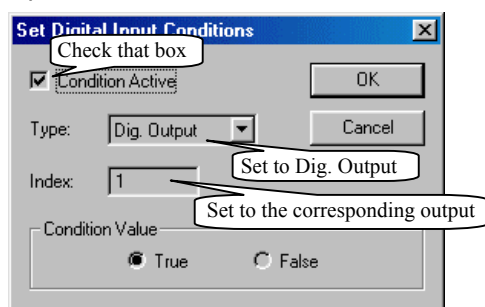 Set Digital Input Conditions
Check that box
Condition Active
OK
Type:
Dig. Output
Cancel
Set to Dig. Output
Index:
1
Set to the corresponding output
Condition Value
True
False